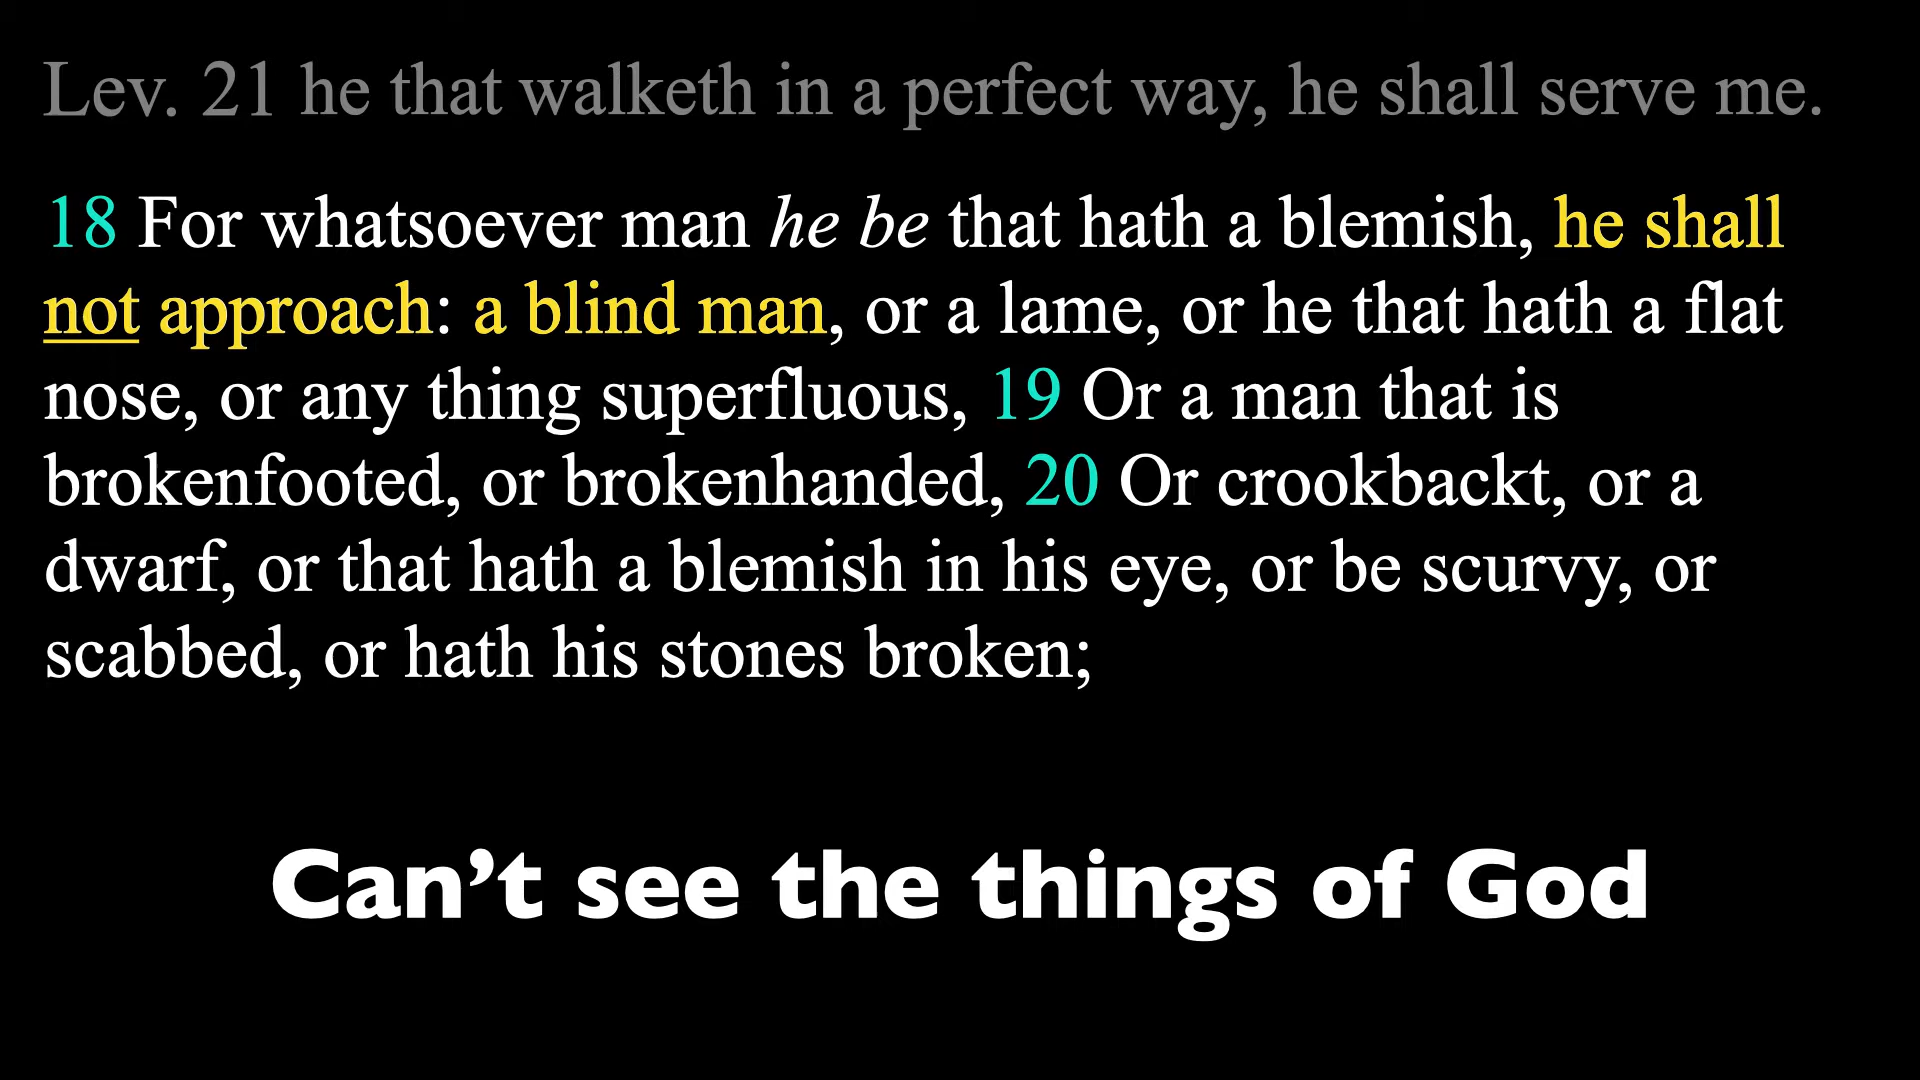 Lev. 21 he that walketh in a perfect way, he shall serve me.
18 For whatsoever man he be that hath a blemish, he shall
not approach: a blind man, or a lame, or he that hath a flat
nose, or any thing superfluous, 19 Or a man that is
brokenfooted, or brokenhanded, 20 Or crookbackt, or a
dwarf, or that hath a blemish in his eye, or be scurvy, or
scabbed, or hath his stones broken;
Can’t see the things of God